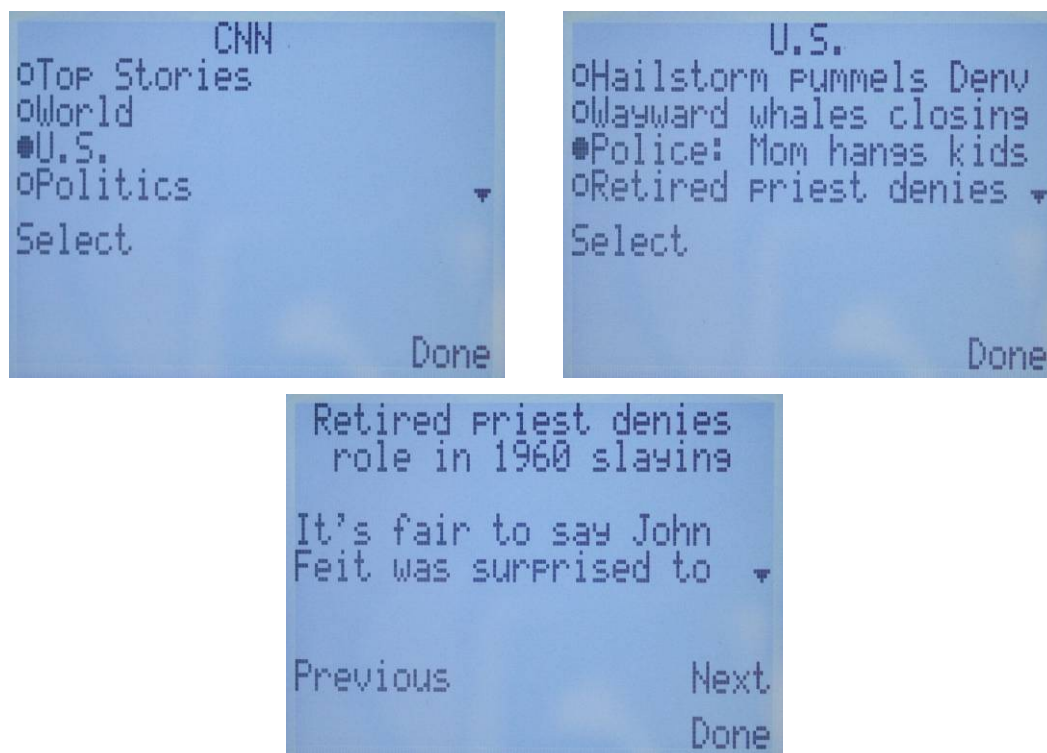 CNN
Top Stories
World
U.S.
Politics
Select
Done
U.S.
Hailstorm pummels Denv
Wayward whales closing
Police: Mom hangs kids
Retired priest denies
Select
Done
Retired priest denies
role in 1960 slaying
It's fair to say John
Feit was surprised to
Previous Next
Done